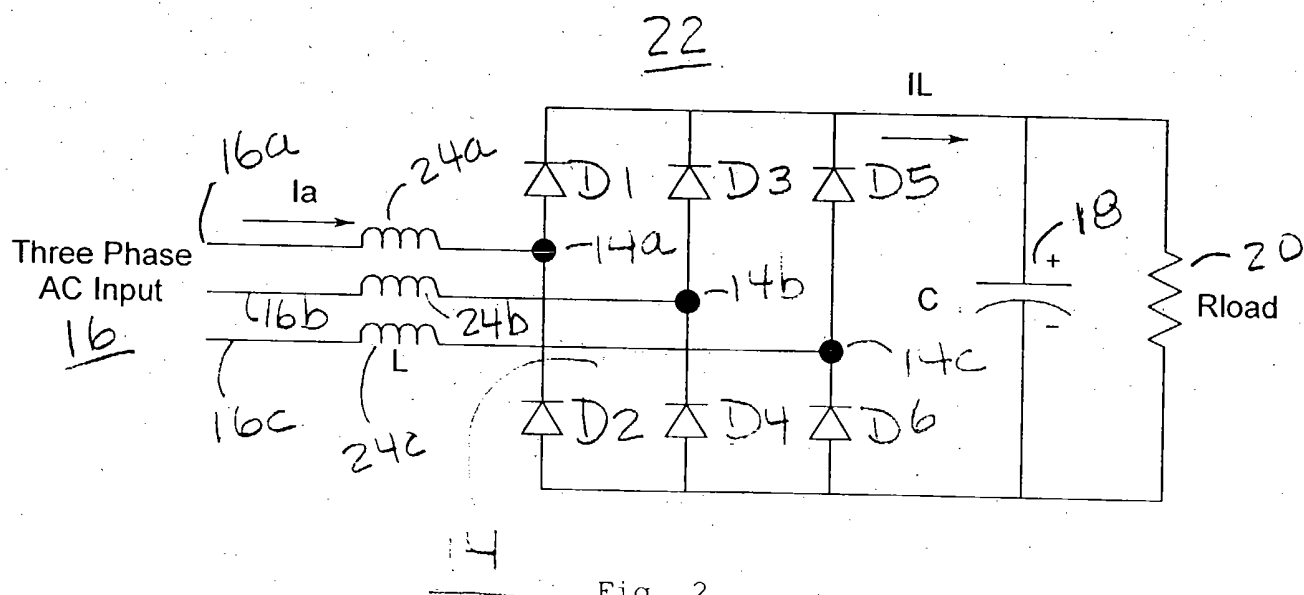 22
IL
16a
24a
Ia
D1
D3
D5
18
Three Phase
AC Input
14a
+
20
14b
C
Rload
16
16b
24b
-
L
14c
16c
24c
D2
D4
D6
14
Fig. 2